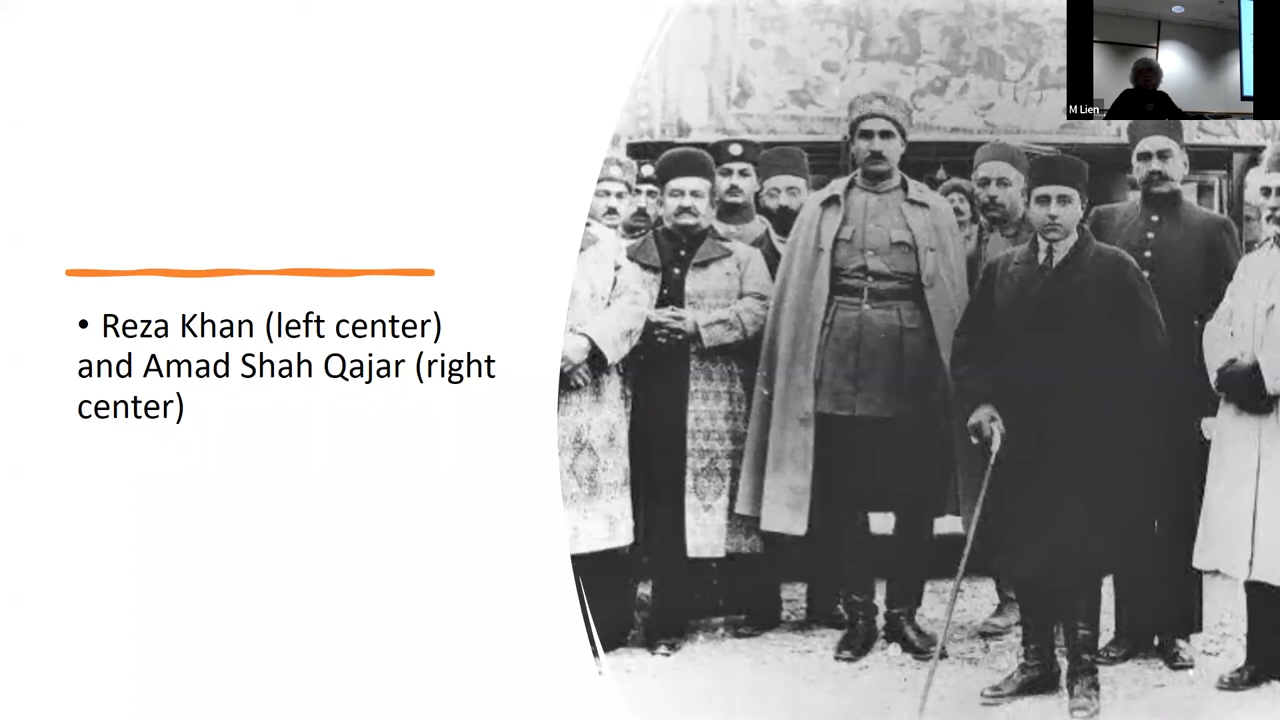 • Reza Khan (left center)
and Amad Shah Qajar (right
center)
M Lien